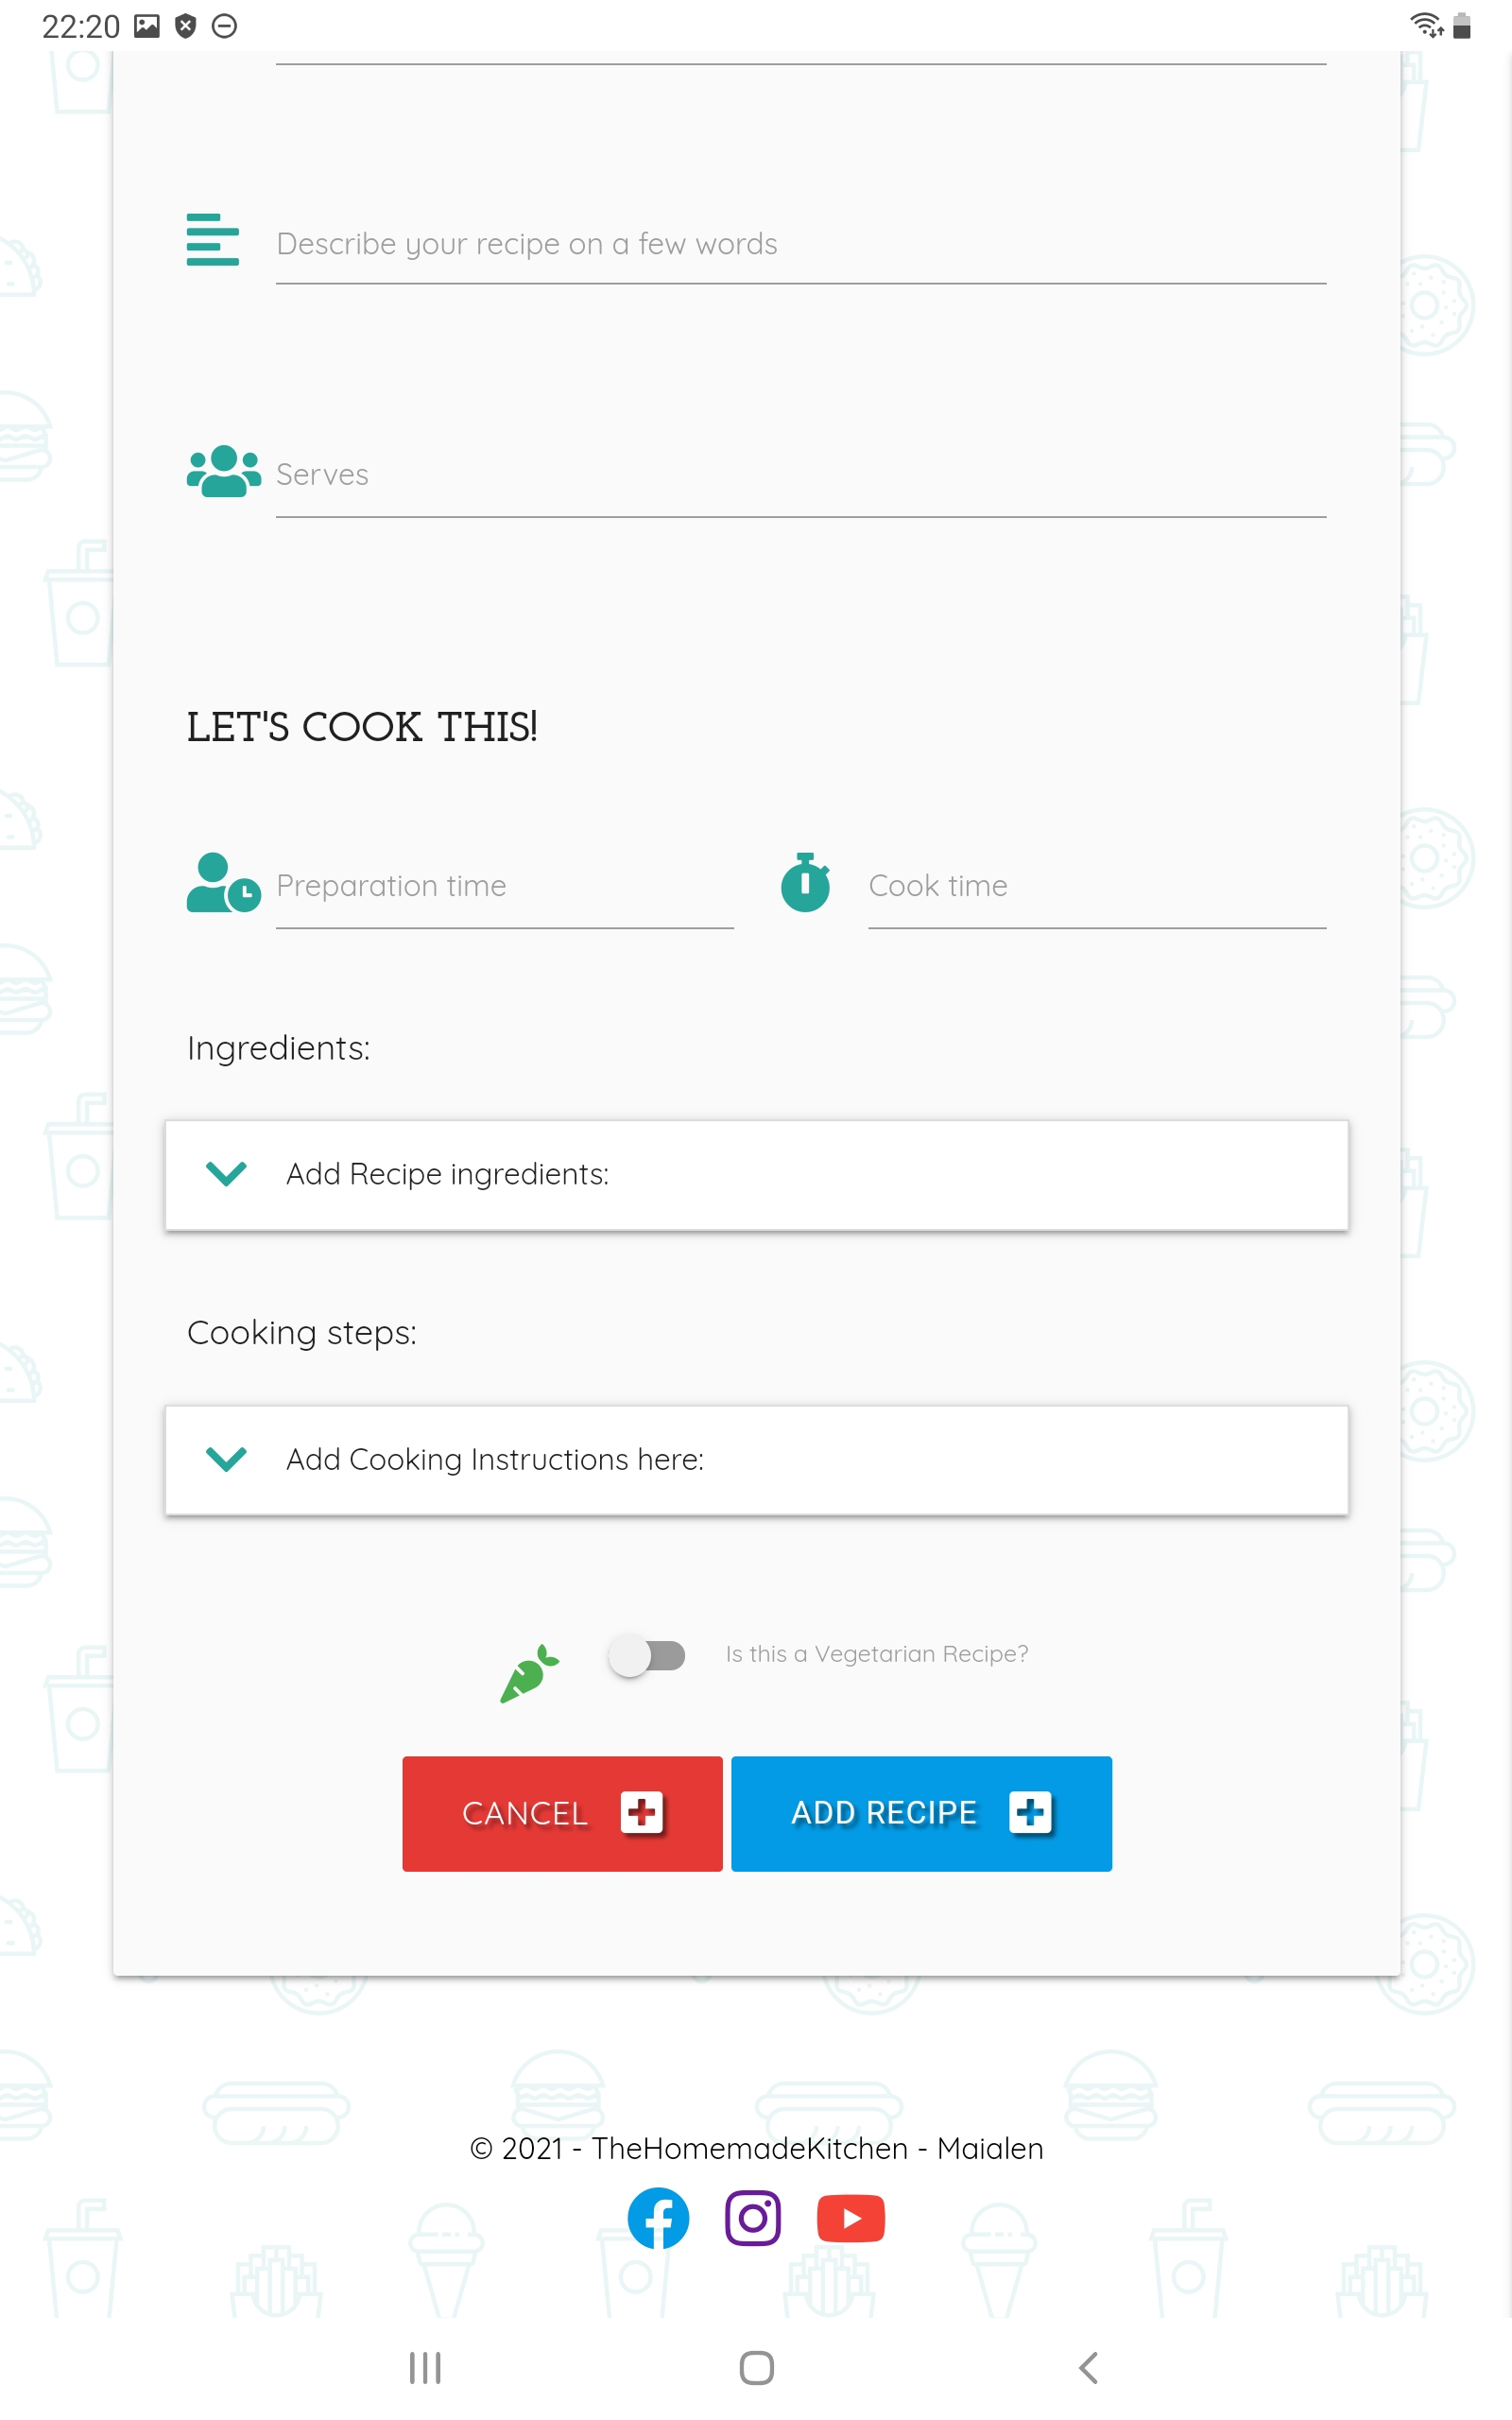 22:20
Describe your recipe on a few words
Serves
LET'S COOK THIS!
Preparation time
Cook time
Ingredients:
Add Recipe ingredients:
Cooking steps:
Add Cooking Instructions here:
Is this a Vegetarian Recipe?
CANCEL
ADD RECIPE
© 2021 - TheHomemadeKitchen - Maialen